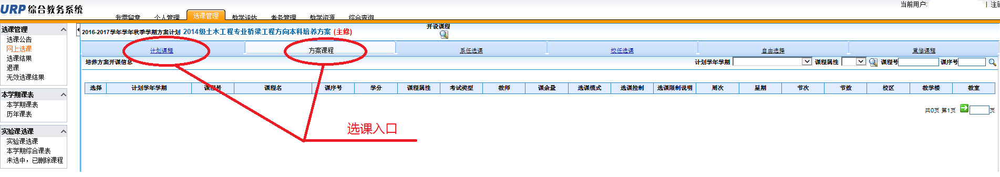 URP 综合教务系统
当前用户: | 注销
我需留意 个人管理 选课管理 教学评估 考务管理 教学资源 综合查询
选课管理
选课公告
网上选课
选课结果
退课
无效选课结果
本学期课表
本学期课表
历年课表
实验课选课
实验课选课
本学期综合课表
未选中，已删除课程
2016-2017学年学年秋季学期方案计划 2014级土木工程专业桥梁工程方向本科培养方案 (主修) 开设课程
计划课程 方案课程 系任选课 校任选课 自由选择 重修课程
培养方案开课信息 计划学年学期 课程属性 课程号 课序号
选择 计划学年学期 课程号 课程名 课序号 学分 课程属性 考试类型 教师 课余量 选课模式 选课控制 选课限制说明 周次 星期 节次 节数 校区 教学楼 教室
共0页 第1页 页
选课入口